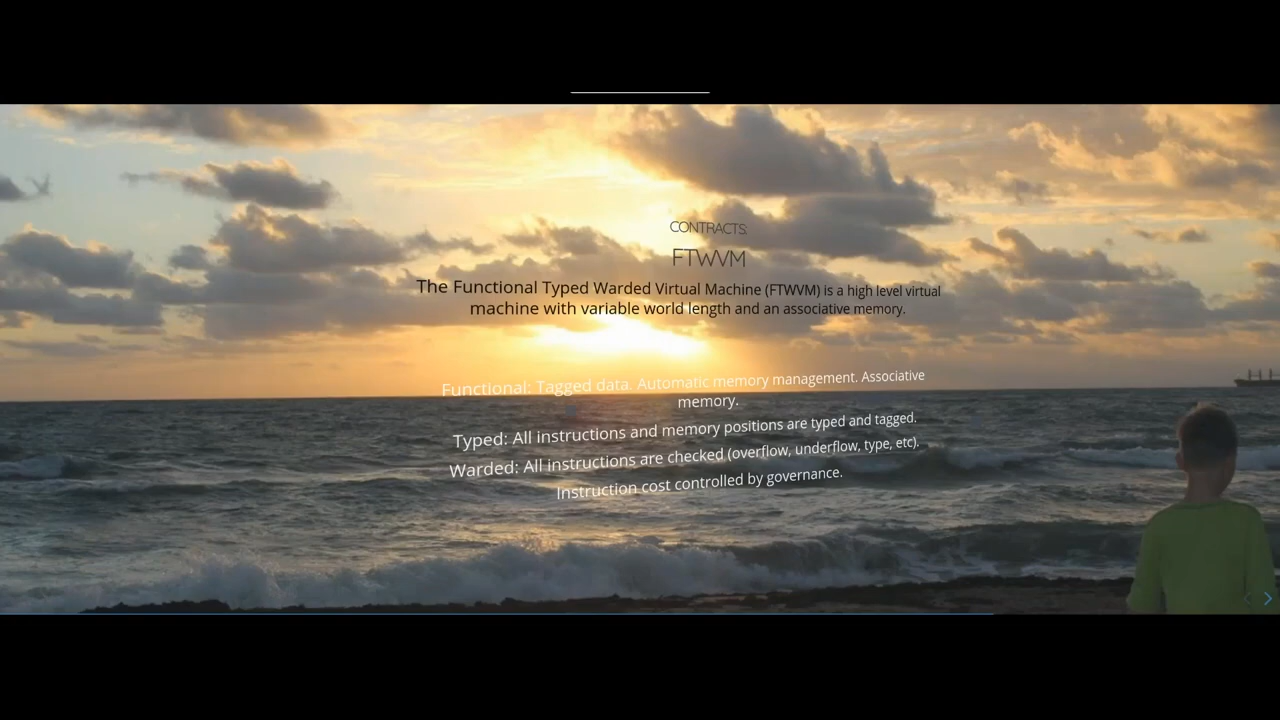 CONTRACTS:
FTWVM
The Functional Typed Warded Virtual Machine (FTWVM) is a high level virtual
machine with variable world length and an associative memory.
Functional: Tagged data. Automatic memory management. Associative
memory.
Typed: All instructions and memory positions are typed and tagged.
Warded: All instructions are checked (overflow, underflow, type, etc).
Instruction cost controlled by governance.